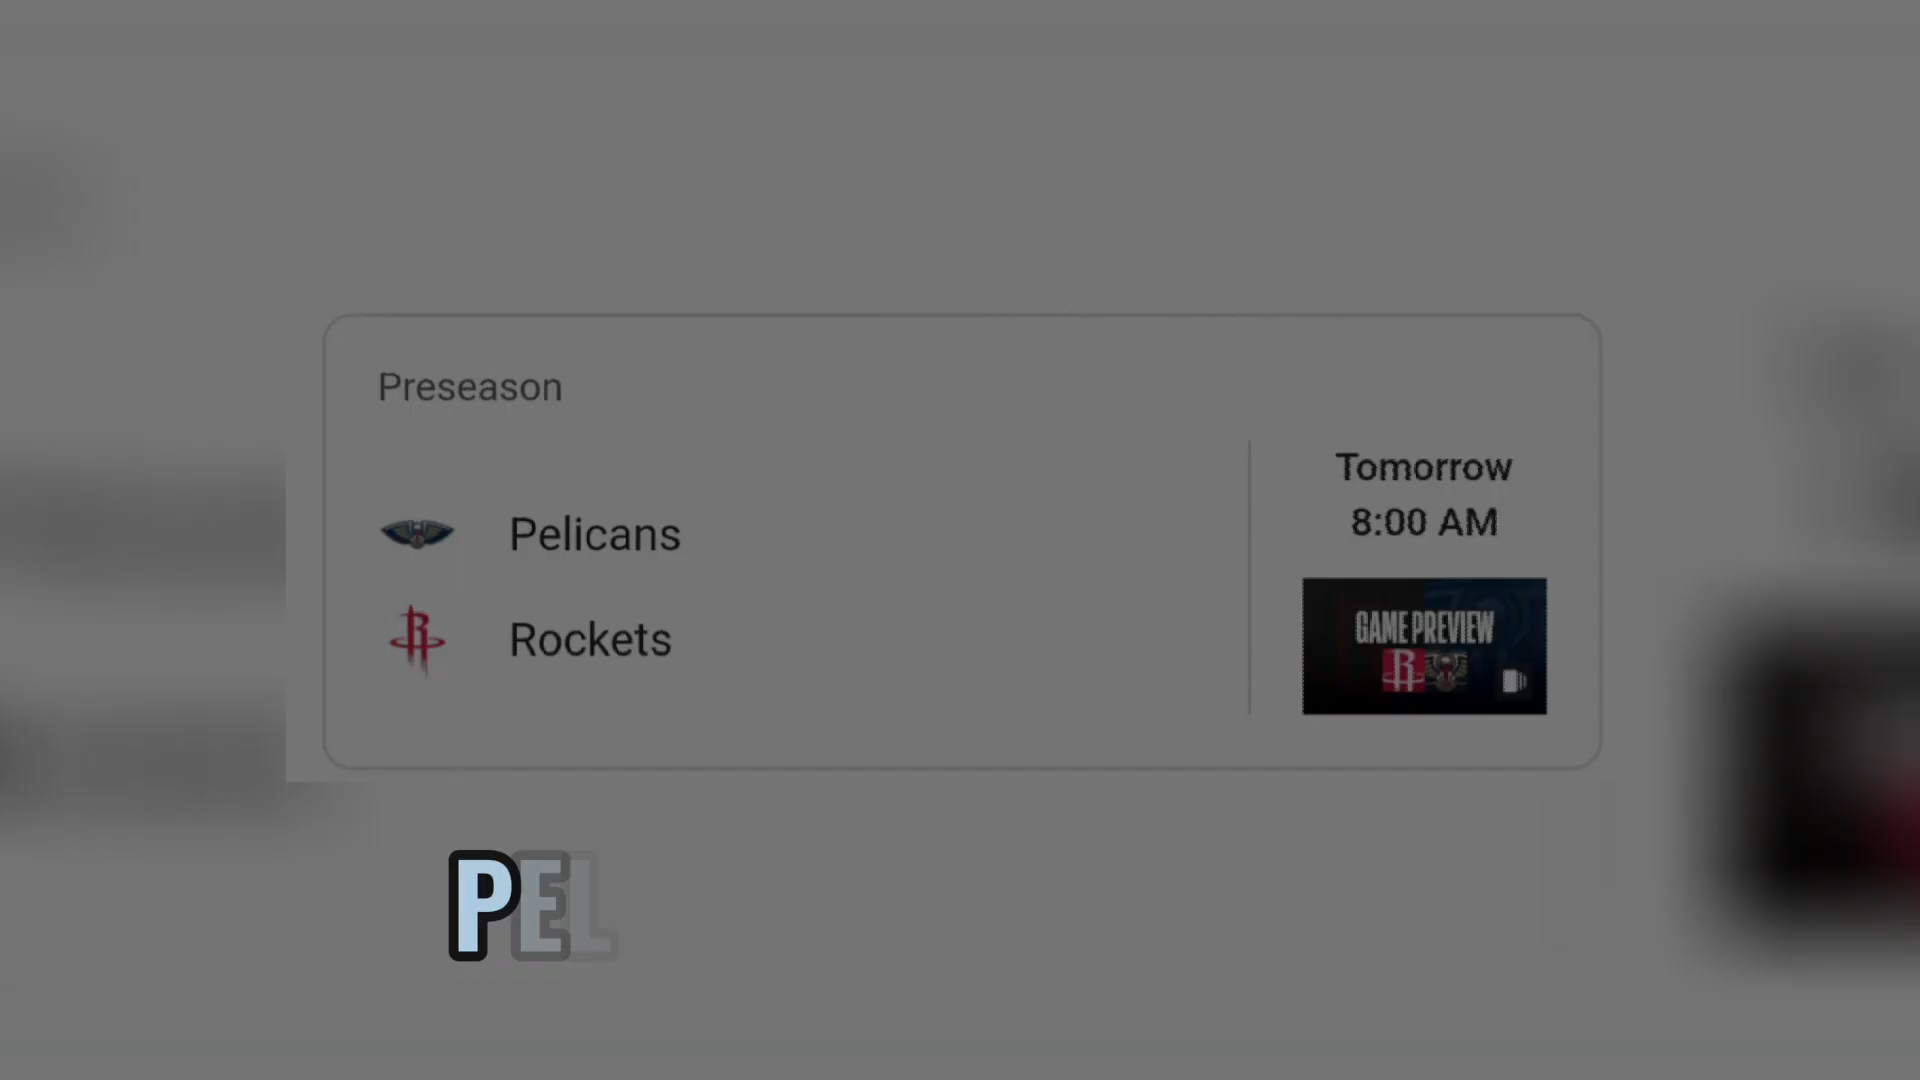 Preseason
Pelicans
Rockets
Tomorrow
8:00 AM
GAME PREVIEW
PEL